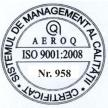 SISTEMUL DE MANAGEMENT AL CALITĂȚII
CERTIFICAT
AEROQ
ISO 9001:2008
Nr. 958